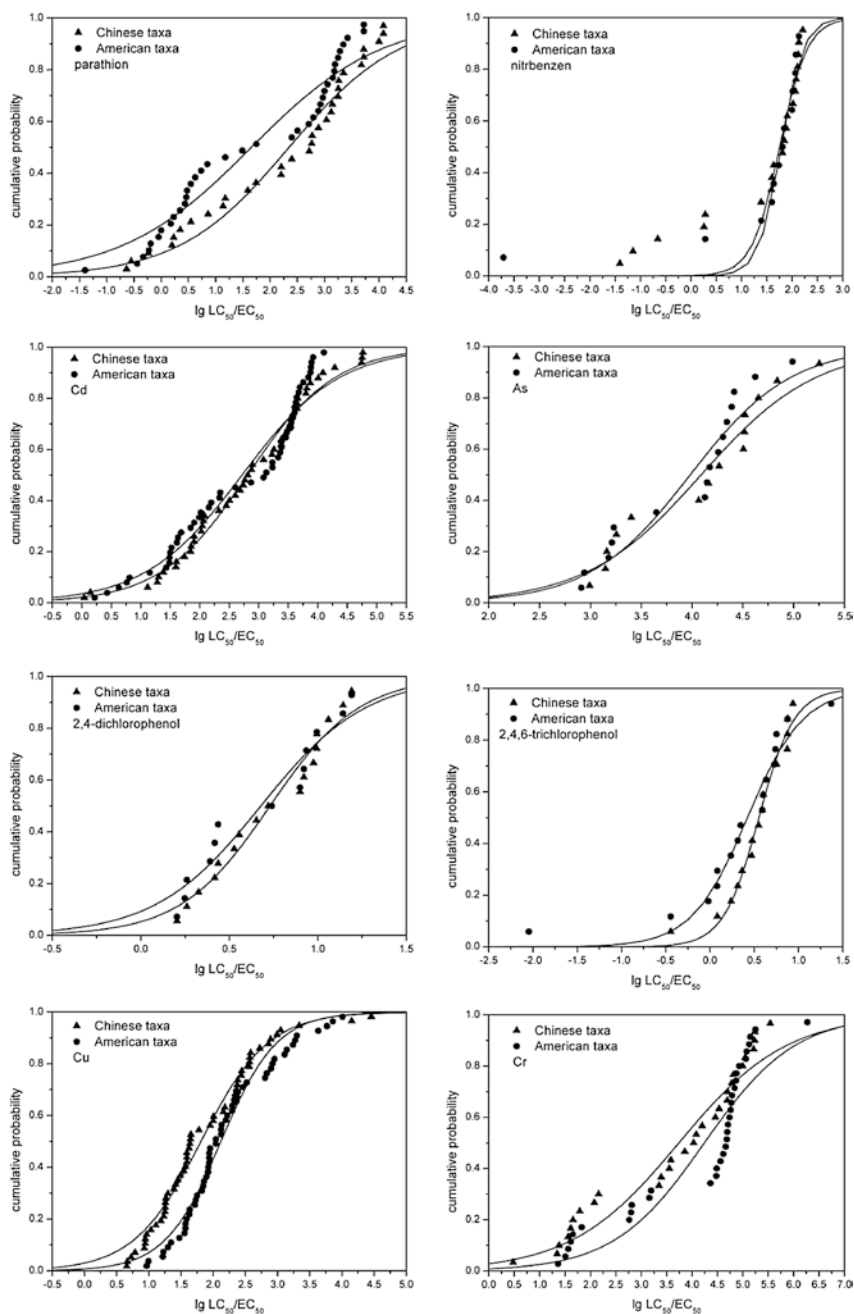 1.0
▲ Chinese taxa
● American taxa
parathion
0.8
0.6
0.4
0.2
0.0
cumulative probability
-2.0 -1.5 -1.0 -0.5 0.0 0.5 1.0 1.5 2.0 2.5 3.0 3.5 4.0 4.5
lg LC50/EC50
1.0
▲ Chinese taxa
● American taxa
nitrbenzen
0.8
0.6
0.4
0.2
0.0
cumulative probability
-4.0 -3.5 -3.0 -2.5 -2.0 -1.5 -1.0 -0.5 0.0 0.5 1.0 1.5 2.0 2.5 3.0
lg LC50/EC50
1.0
▲ Chinese taxa
● American taxa
Cd
0.8
0.6
0.4
0.2
0.0
cumulative probability
-0.5 0.0 0.5 1.0 1.5 2.0 2.5 3.0 3.5 4.0 4.5 5.0 5.5
lg LC50/EC50
1.0
▲ Chinese taxa
● American taxa
As
0.8
0.6
0.4
0.2
0.0
cumulative probability
2.0 2.5 3.0 3.5 4.0 4.5 5.0 5.5
lg LC50/EC50
1.0
▲ Chinese taxa
● American taxa
2,4-dichlorophenol
0.8
0.6
0.4
0.2
0.0
cumulative probability
-0.5 0.0 0.5 1.0 1.5
lg LC50/EC50
1.0
▲ Chinese taxa
● American taxa
2,4,6-trichlorophenol
0.8
0.6
0.4
0.2
0.0
cumulative probability
-2.5 -2.0 -1.5 -1.0 -0.5 0.0 0.5 1.0 1.5
lg LC50/EC50
1.0
▲ Chinese taxa
● American taxa
Cu
0.8
0.6
0.4
0.2
0.0
cumulative probability
0.0 0.5 1.0 1.5 2.0 2.5 3.0 3.5 4.0 4.5 5.0
lg LC50/EC50
1.0
▲ Chinese taxa
● American taxa
Cr
0.8
0.6
0.4
0.2
0.0
cumulative probability
0.0 0.5 1.0 1.5 2.0 2.5 3.0 3.5 4.0 4.5 5.0 5.5 6.0 6.5 7.0
lg LC50/EC50